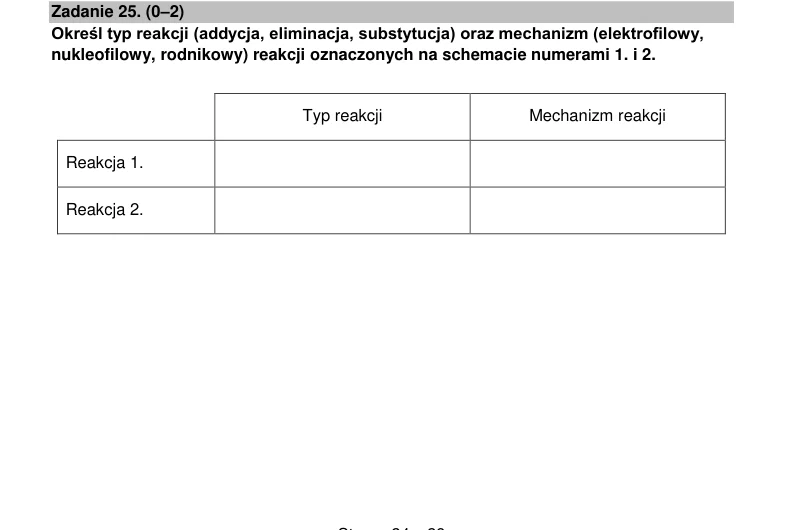 Zadanie 25. (0–2)
Określ typ reakcji (addycja, eliminacja, substytucja) oraz mechanizm (elektrofilowy,
nukleofilowy, rodnikowy) reakcji oznaczonych na schemacie numerami 1. i 2.
Typ reakcji Mechanizm reakcji
Reakcja 1.
Reakcja 2.